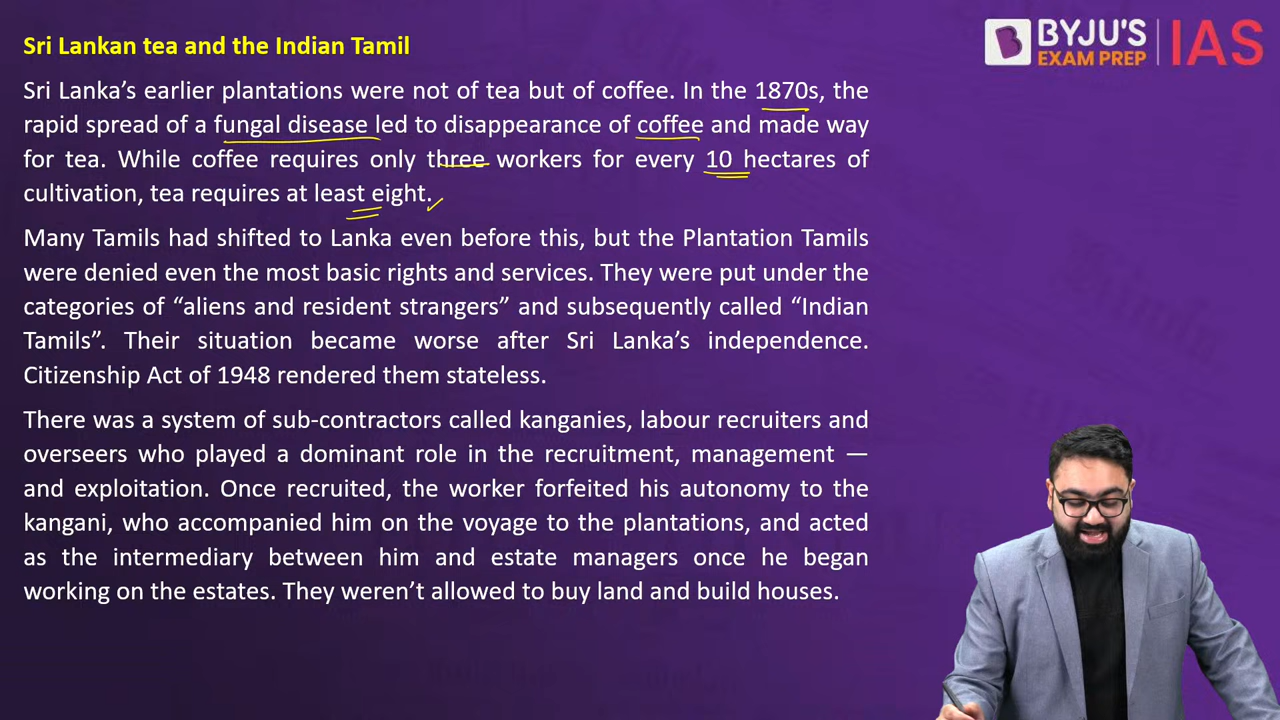 Sri Lankan tea and the Indian Tamil
BYJU'S
EXAM PREP
IAS
Sri Lanka’s earlier plantations were not of tea but of coffee. In the 1870s, the
rapid spread of a fungal disease led to disappearance of coffee and made way
for tea. While coffee requires only three workers for every 10 hectares of
cultivation, tea requires at least eight.
Many Tamils had shifted to Lanka even before this, but the Plantation Tamils
were denied even the most basic rights and services. They were put under the
categories of “aliens and resident strangers” and subsequently called “Indian
Tamils”. Their situation became worse after Sri Lanka’s independence.
Citizenship Act of 1948 rendered them stateless.
There was a system of sub-contractors called kanganies, labour recruiters and
overseers who played a dominant role in the recruitment, management —
and exploitation. Once recruited, the worker forfeited his autonomy to the
kangani, who accompanied him on the voyage to the plantations, and acted
as the intermediary between him and estate managers once he began
working on the estates. They weren’t allowed to buy land and build houses.